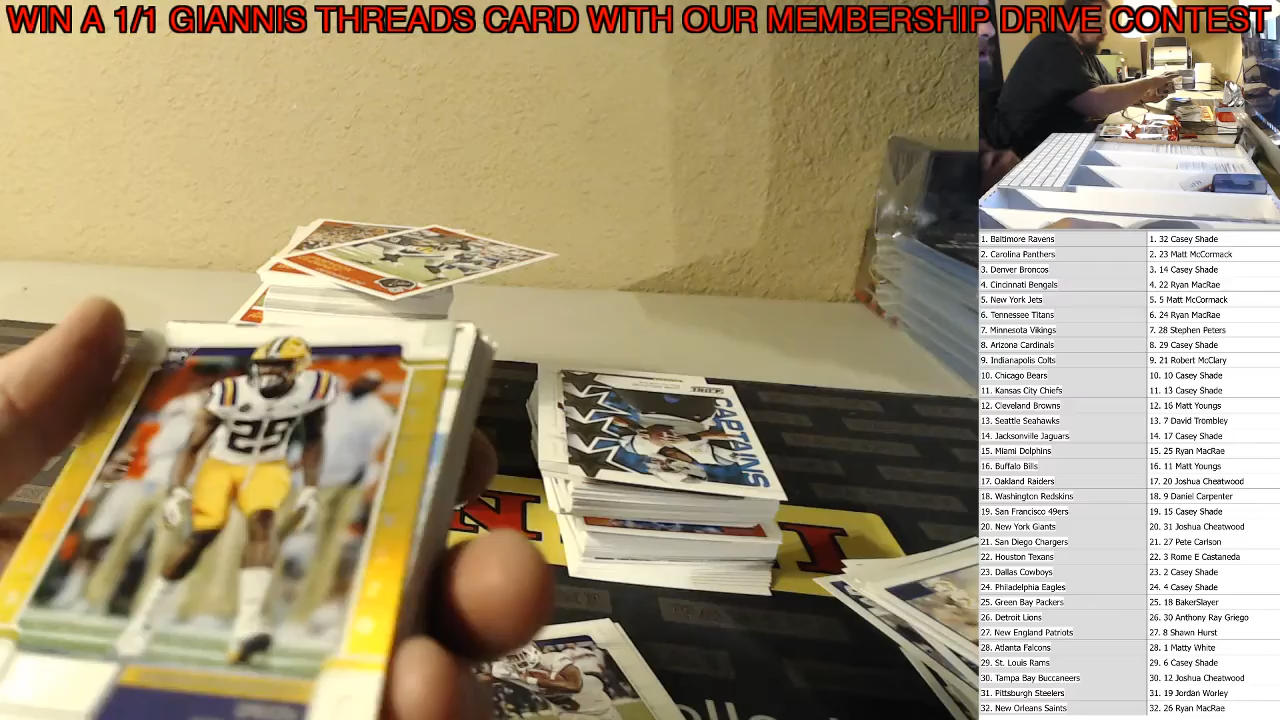 WIN A 1/1 GIANNIS THREADS CARD WITH OUR MEMBERSHIP DRIVE CONTEST
25
CAPTAINS
1. Baltimore Ravens 1. 32 Casey Shade
2. Carolina Panthers 2. 23 Matt McCormack
3. Denver Broncos 3. 14 Casey Shade
4. Cincinnati Bengals 4. 22 Ryan MacRae
5. New York Jets 5. 5 Matt McCormack
6. Tennessee Titans 6. 24 Ryan MacRae
7. Minnesota Vikings 7. 28 Stephen Peters
8. Arizona Cardinals 8. 29 Casey Shade
9. Indianapolis Colts 9. 21 Robert McClary
10. Chicago Bears 10. 10 Casey Shade
11. Kansas City Chiefs 11. 13 Casey Shade
12. Cleveland Browns 12. 16 Matt Youngs
13. Seattle Seahawks 13. 7 David Trombley
14. Jacksonville Jaguars 14. 17 Casey Shade
15. Miami Dolphins 15. 25 Ryan MacRae
16. Buffalo Bills 16. 11 Matt Youngs
17. Oakland Raiders 17. 20 Joshua Cheatwood
18. Washington Redskins 18. 9 Daniel Carpenter
19. San Francisco 49ers 19. 15 Casey Shade
20. New York Giants 20. 31 Joshua Cheatwood
21. San Diego Chargers 21. 27 Pete Carlson
22. Houston Texans 22. 3 Rome E Castaneda
23. Dallas Cowboys 23. 2 Casey Shade
24. Philadelphia Eagles 24. 4 Casey Shade
25. Green Bay Packers 25. 18 BakerSlayer
26. Detroit Lions 26. 30 Anthony Ray Griego
27. New England Patriots 27. 8 Shawn Hurst
28. Atlanta Falcons 28. 1 Matty White
29. St. Louis Rams 29. 6 Casey Shade
30. Tampa Bay Buccaneers 30. 12 Joshua Cheatwood
31. Pittsburgh Steelers 31. 19 Jordan Worley
32. New Orleans Saints 32. 26 Ryan MacRae